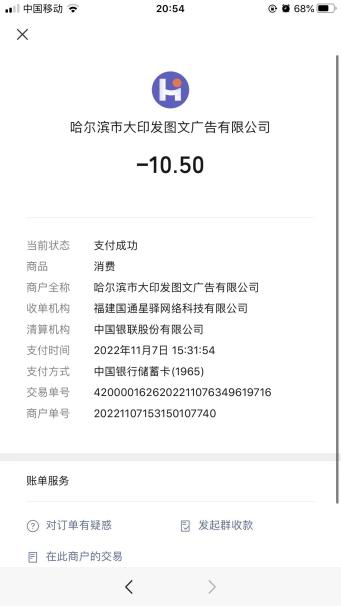 中国移动
20:54
68%
哈尔滨市大印发图文广告有限公司
-10.50
当前状态 支付成功
商品 消费
商户全称 哈尔滨市大印发图文广告有限公司
收单机构 福建国通星驿网络科技有限公司
清算机构 中国银联股份有限公司
支付时间 2022年11月7日 15:31:54
支付方式 中国银行储蓄卡(1965)
交易单号 4200001626202211076349619716
商户单号 20221107153150107740
账单服务
对订单有疑惑 发起群收款
在此商户的交易